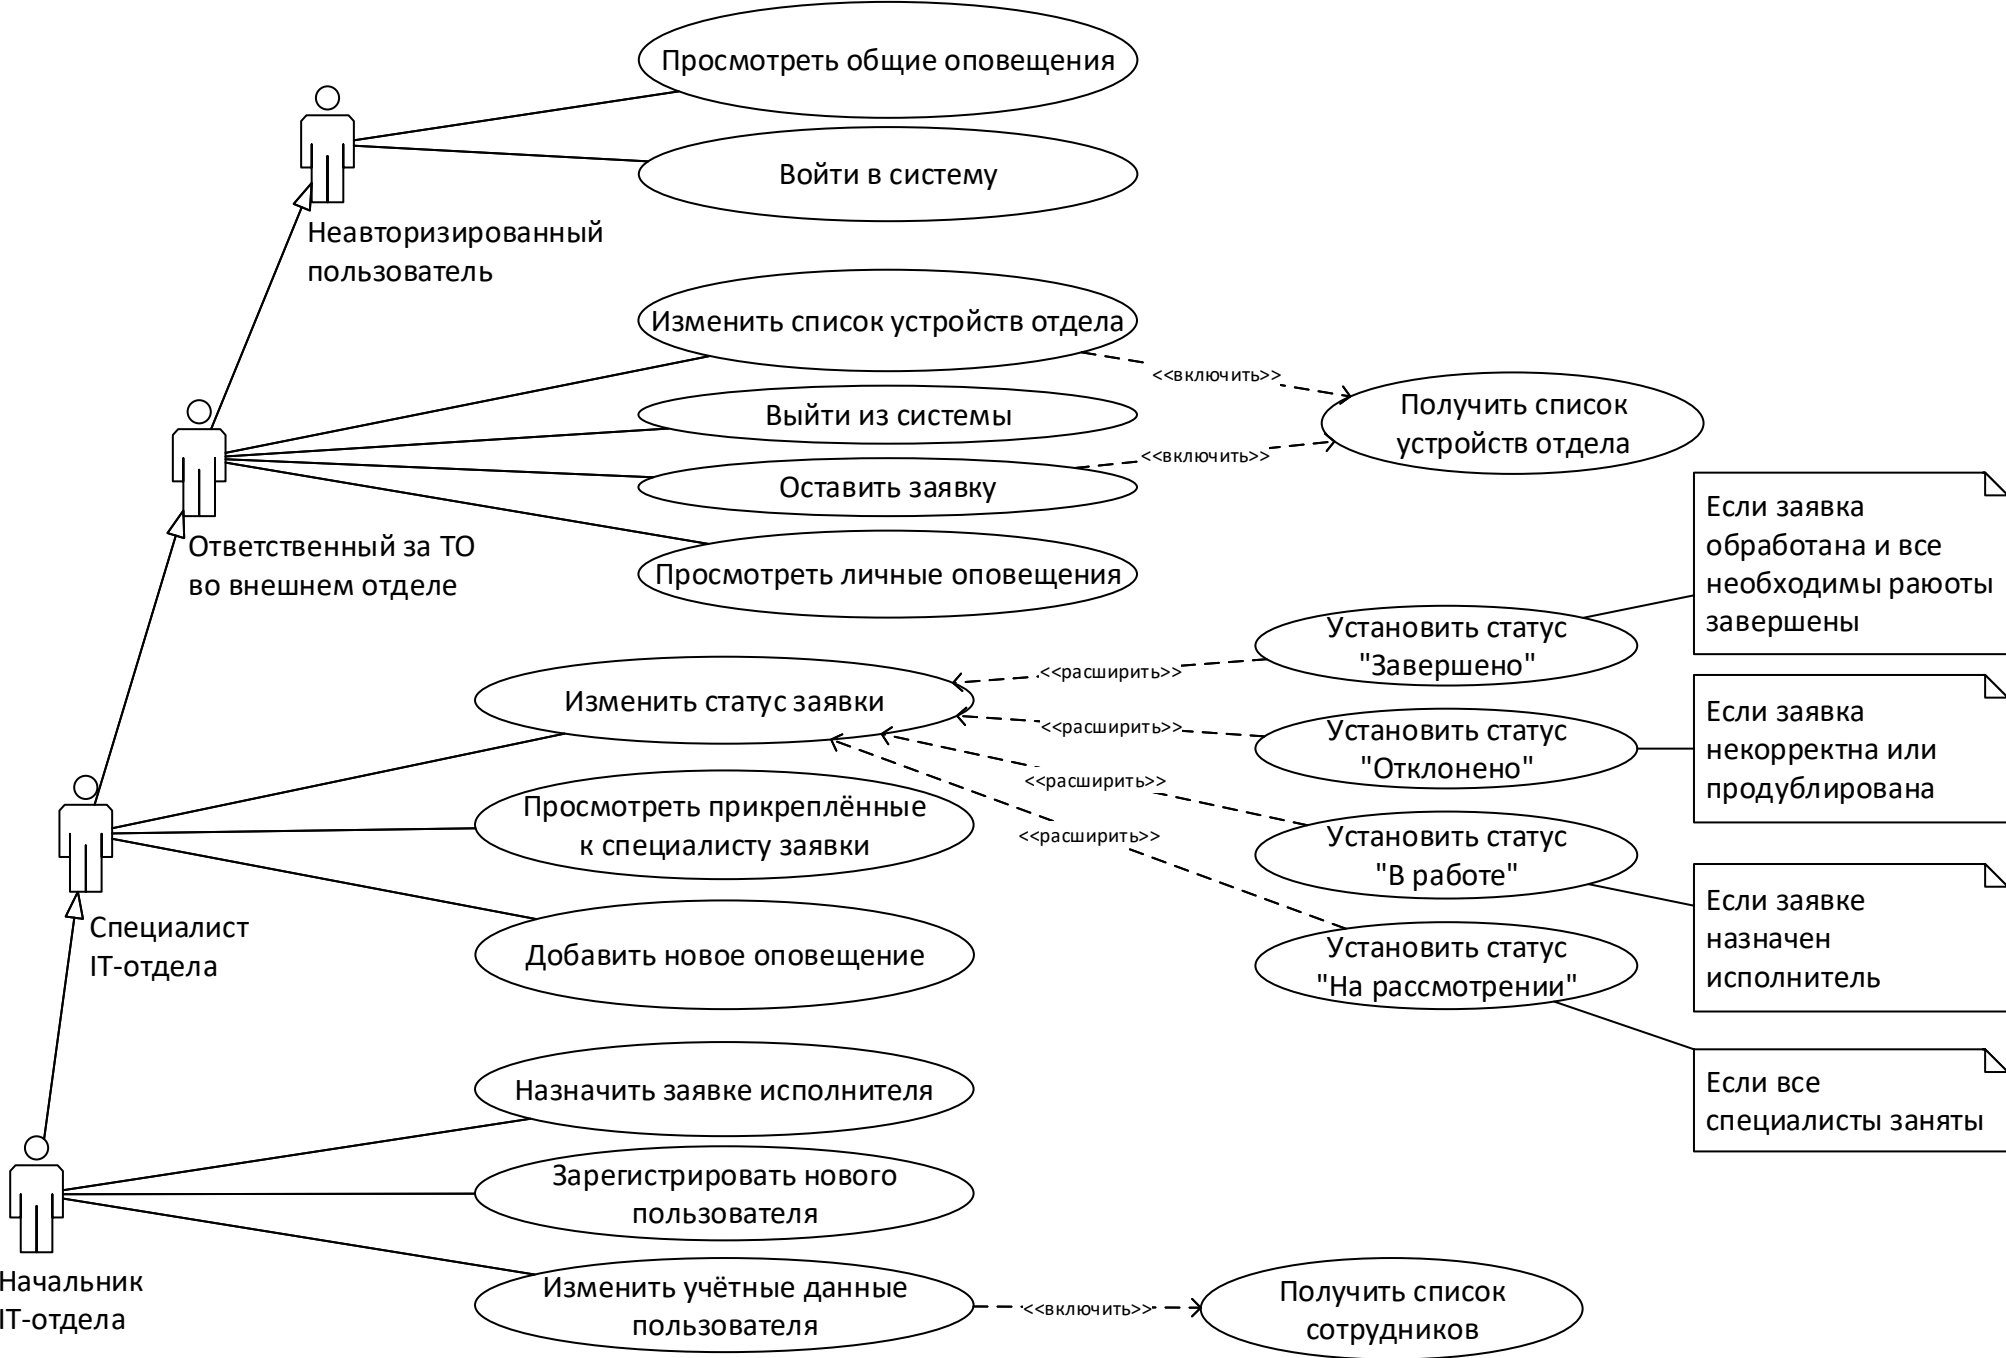 Просмотреть общие оповещения
Войти в систему
Неавторизированный
пользователь
Изменить список устройств отдела
<<включить>>
Получить список
устройств отдела
Выйти из системы
<<включить>>
Оставить заявку
Ответственный за ТО
во внешнем отделе
Просмотреть личные оповещения
Если заявка
обработана и все
необходимы раюоты
завершены
Установить статус
"Завершено"
<<расширить>>
Изменить статус заявки
<<расширить>>
Установить статус
"Отклонено"
Если заявка
некорректна или
продублирована
<<расширить>>
Просмотреть прикреплённые
к специалисту заявки
<<расширить>>
Установить статус
"В работе"
Если заявке
назначен
исполнитель
Специалист
IT-отдела
Добавить новое оповещение
Установить статус
"На рассмотрении"
Если все
специалисты заняты
Назначить заявке исполнителя
Зарегистрировать нового
пользователя
Начальник
IT-отдела
Изменить учётные данные
пользователя
<<включить>>
Получить список
сотрудников